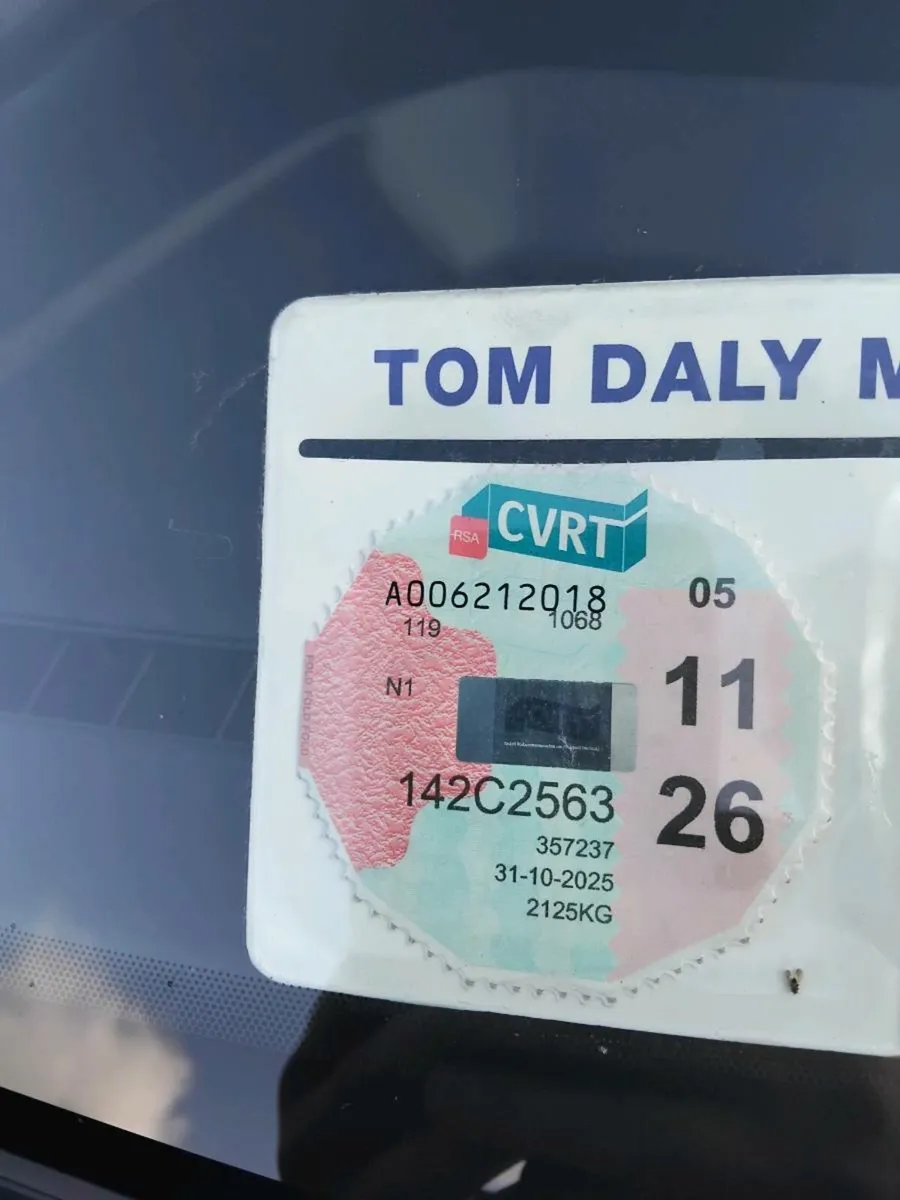 TOM DALY M
CVRT
RSA
A006212018
05
119
1068
11
N1
142C2563
26
357237
31-10-2025
2125KG